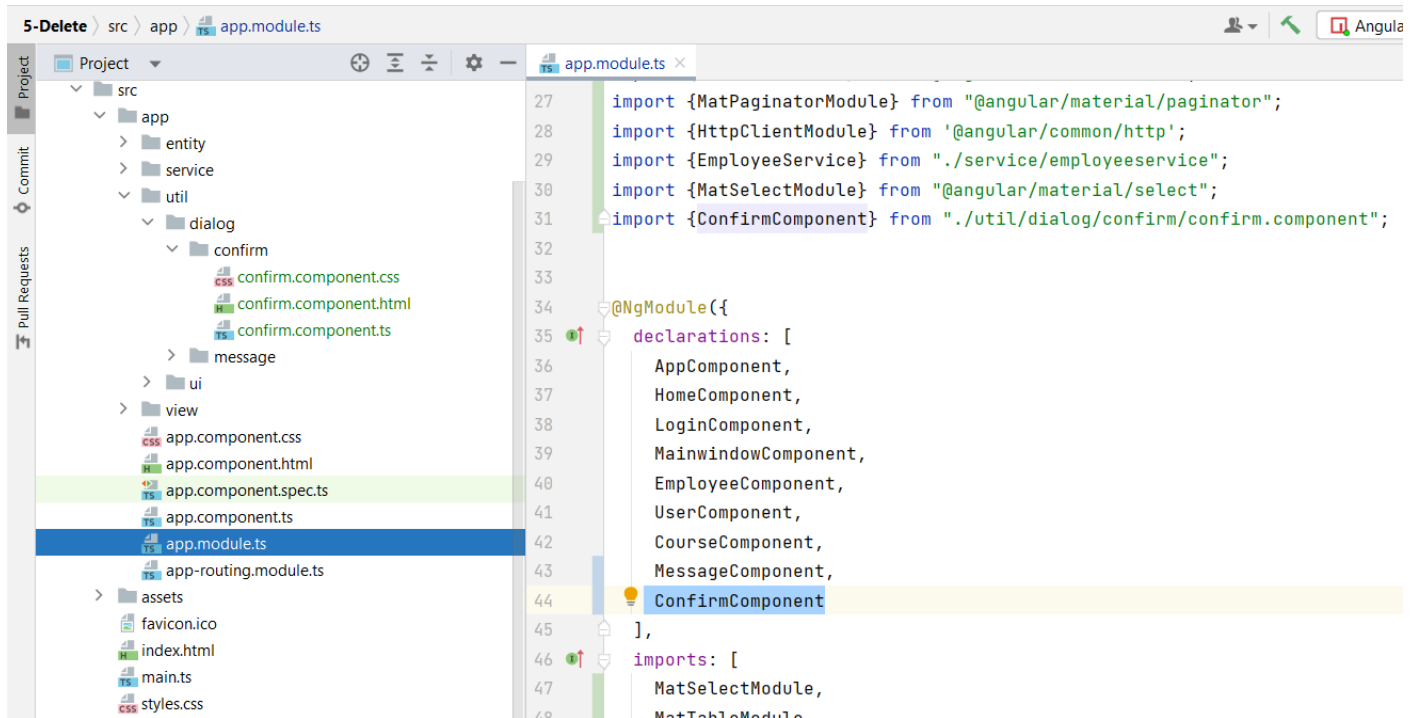 5-Delete 〉 src 〉 app 〉 app.module.ts
Angula
Project
Commit
Pull Requests
Project
src
app
entity
service
util
dialog
confirm
confirm.component.css
confirm.component.html
confirm.component.ts
message
ui
view
app.component.css
app.component.html
app.component.spec.ts
app.component.ts
app.module.ts
app-routing.module.ts
assets
favicon.ico
index.html
main.ts
styles.css
app.module.ts
27 import {MatPaginatorModule} from "@angular/material/paginator";
28 import {HttpClientModule} from '@angular/common/http';
29 import {EmployeeService} from "./service/employeeservice";
30 import {MatSelectModule} from "@angular/material/select";
31 import {ConfirmComponent} from "./util/dialog/confirm/confirm.component";
32
33
34 @NgModule({
35 declarations: [
36 AppComponent,
37 HomeComponent,
38 LoginComponent,
39 MainwindowComponent,
40 EmployeeComponent,
41 UserComponent,
42 CourseComponent,
43 MessageComponent,
44 ConfirmComponent
45 ],
46 imports: [
47 MatSelectModule,
48 MatTableModule